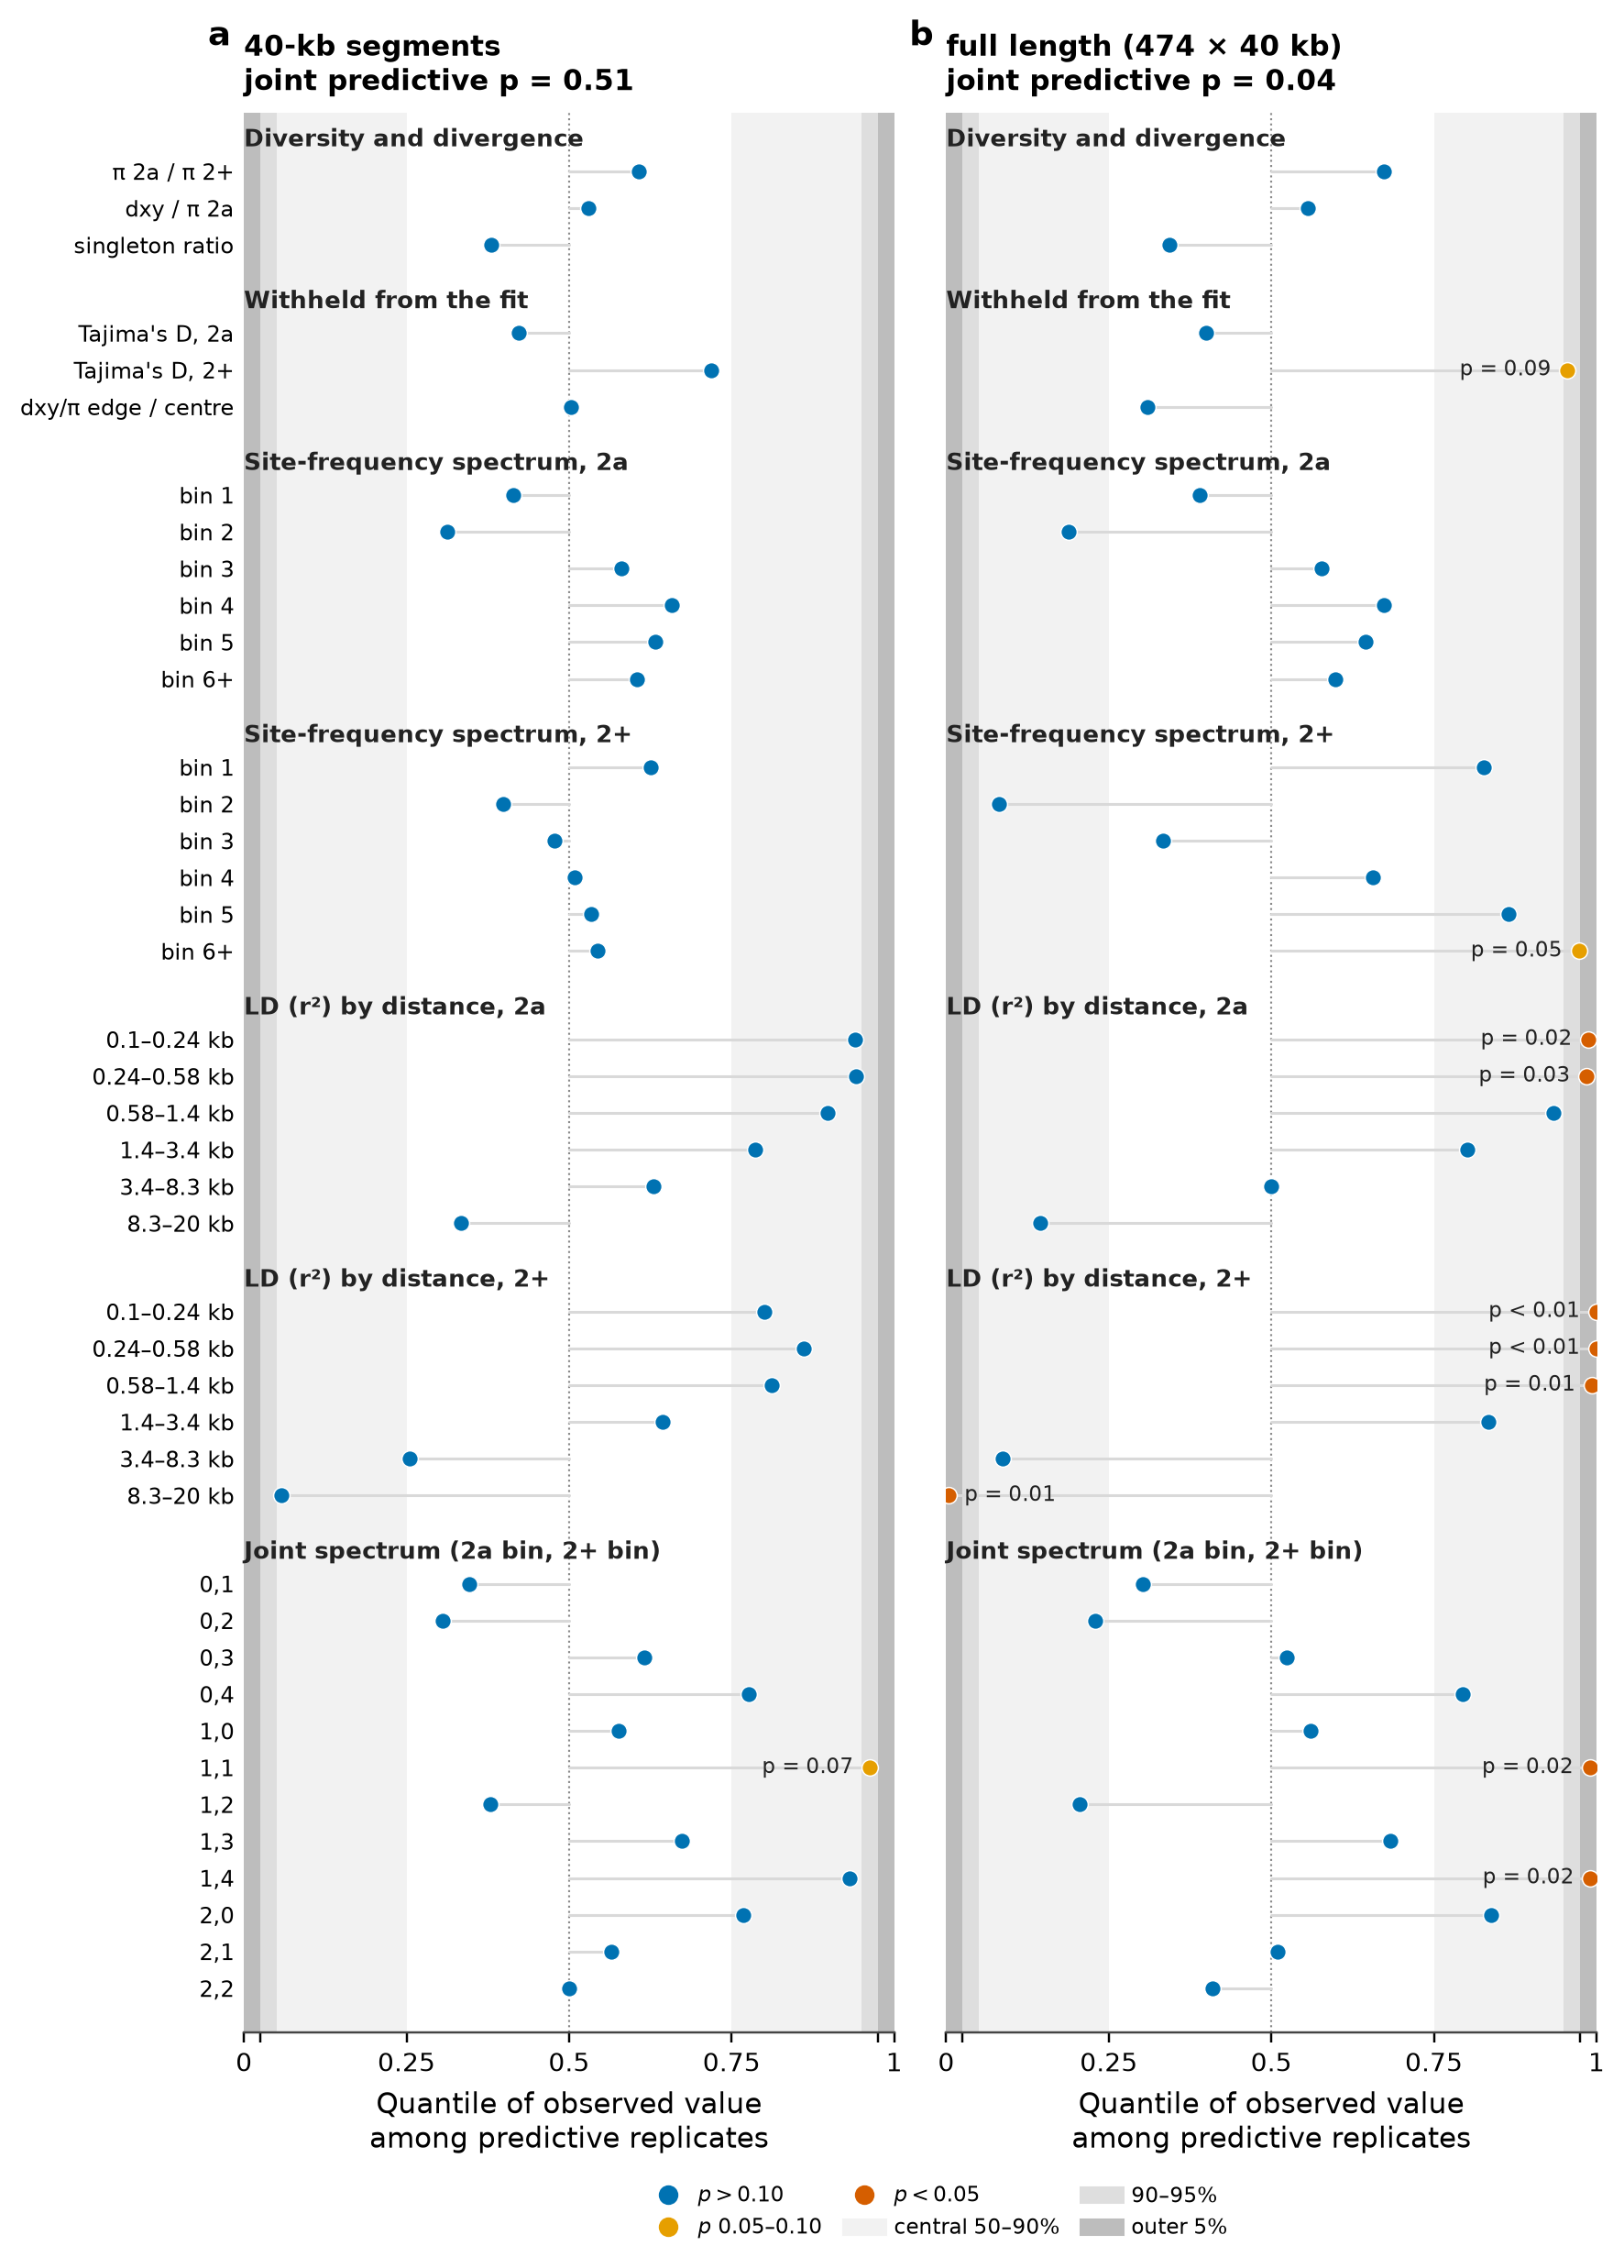 a
40-kb segments
joint predictive p = 0.51
Diversity and divergence
π 2a / π 2+
dxy / π 2a
singleton ratio
Withheld from the fit
Tajima's D, 2a
Tajima's D, 2+
dxy/π edge / centre
Site-frequency spectrum, 2a
bin 1
bin 2
bin 3
bin 4
bin 5
bin 6+
Site-frequency spectrum, 2+
bin 1
bin 2
bin 3
bin 4
bin 5
bin 6+
LD (r²) by distance, 2a
0.1–0.24 kb
0.24–0.58 kb
0.58–1.4 kb
1.4–3.4 kb
3.4–8.3 kb
8.3–20 kb
LD (r²) by distance, 2+
0.1–0.24 kb
0.24–0.58 kb
0.58–1.4 kb
1.4–3.4 kb
3.4–8.3 kb
8.3–20 kb
Joint spectrum (2a bin, 2+ bin)
0,1
0,2
0,3
0,4
1,0
1,1 p = 0.07
1,2
1,3
1,4
2,0
2,1
2,2
0 0.25 0.5 0.75 1
Quantile of observed value
among predictive replicates
b
full length (474 × 40 kb)
joint predictive p = 0.04
Diversity and divergence
Withheld from the fit
p = 0.09
Site-frequency spectrum, 2a
Site-frequency spectrum, 2+
p = 0.05
LD (r²) by distance, 2a
p = 0.02
p = 0.03
LD (r²) by distance, 2+
p < 0.01
p < 0.01
p = 0.01
p = 0.01
Joint spectrum (2a bin, 2+ bin)
p = 0.02
p = 0.02
0 0.25 0.5 0.75 1
Quantile of observed value
among predictive replicates
p > 0.10
p 0.05–0.10
p < 0.05
central 50–90%
90–95%
outer 5%